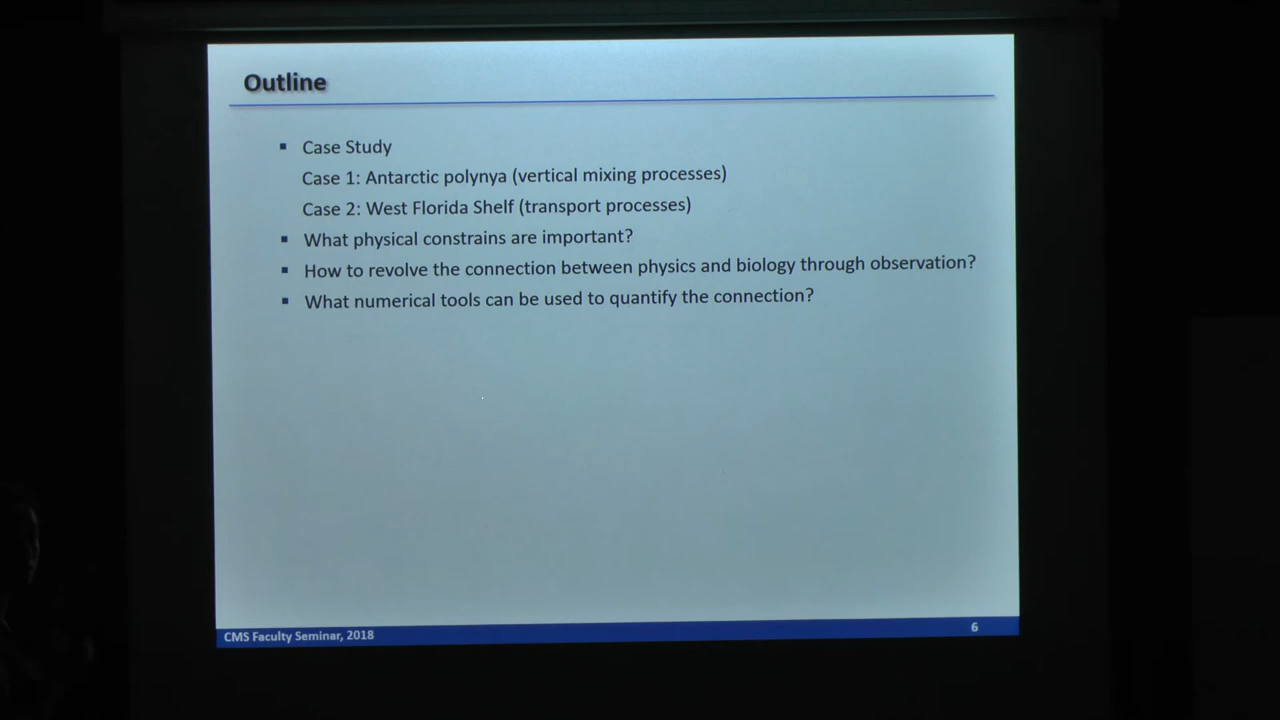 Outline
▪ Case Study
Case 1: Antarctic polynya (vertical mixing processes)
Case 2: West Florida Shelf (transport processes)
▪ What physical constrains are important?
▪ How to revolve the connection between physics and biology through observation?
▪ What numerical tools can be used to quantify the connection?
CMS Faculty Seminar, 2018
6